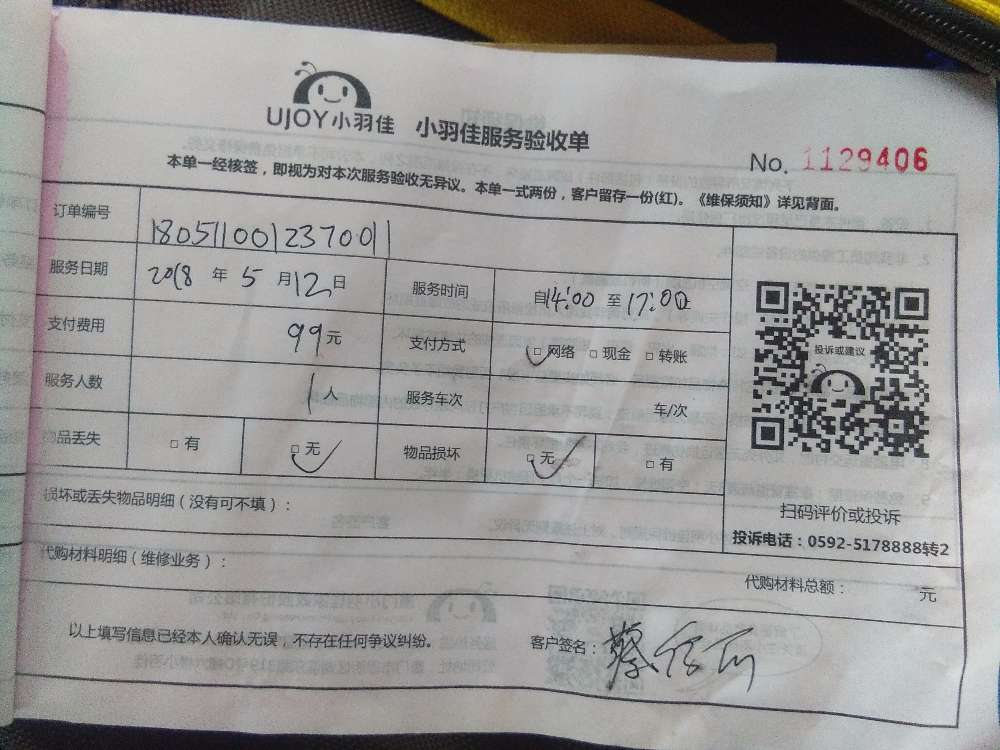 UJOY小羽佳 小羽佳服务验收单
No. 1129406
本单一经核签，即视为对本次服务验收无异议。本单一式两份，客户留存一份(红)。《维保须知》详见背面。
订单编号 180511001237001
服务日期 2018 年 5 月 12 日 服务时间 自14:00 至 17:00
支付费用 99 元 支付方式 □网络 □现金 □转账
服务人数 1 人 服务车次 车/次
物品丢失 □有 □无 物品损坏 □无 □有
投诉或建议
扫码评价或投诉
投诉电话：0592-5178888转2
损坏或丢失物品明细（没有可不填）：
代购材料明细（维修业务）： 代购材料总额： 元
以上填写信息已经本人确认无误，不存在任何争议纠纷。 客户签名：蔡